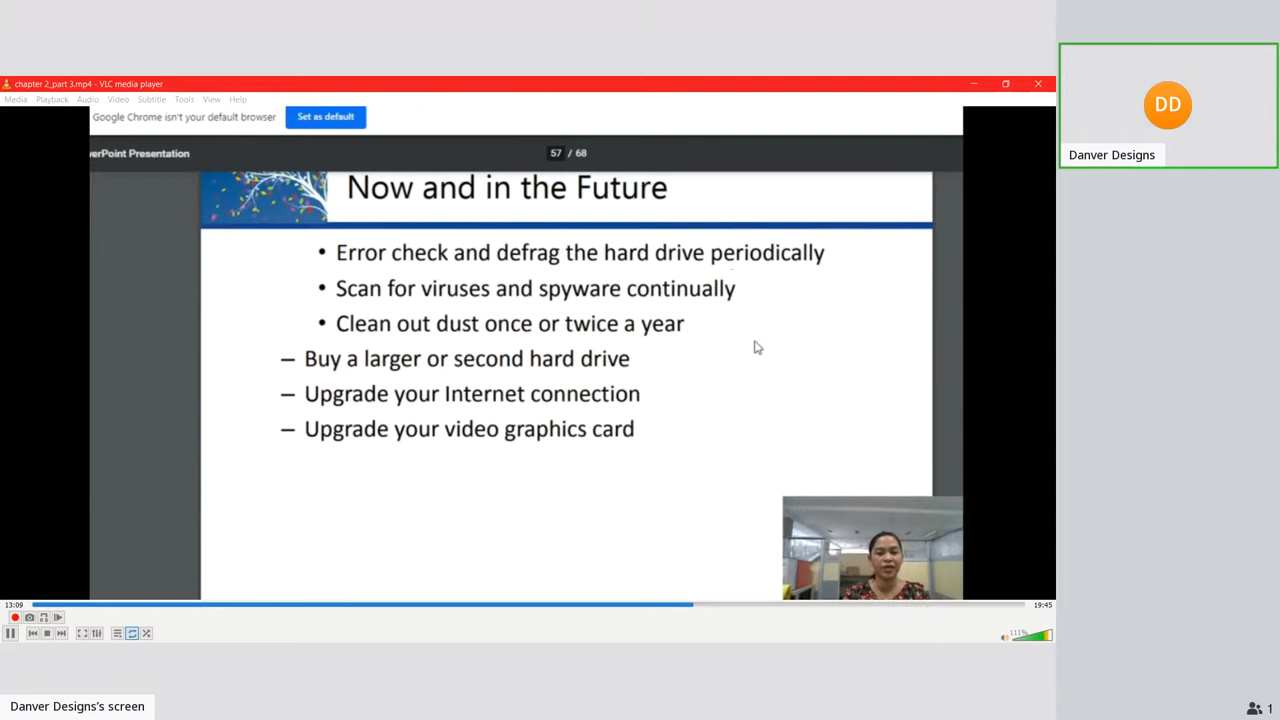 chapter 2_part 3.mp4 - VLC media player
Media Playback Audio Video Subtitle Tools View Help
Google Chrome isn't your default browser Set as default
verPoint Presentation 57 / 68
Now and in the Future
• Error check and defrag the hard drive periodically
• Scan for viruses and spyware continually
• Clean out dust once or twice a year
– Buy a larger or second hard drive
– Upgrade your Internet connection
– Upgrade your video graphics card
13:09 19:45
111%
DD
Danver Designs
Danver Designs's screen
1